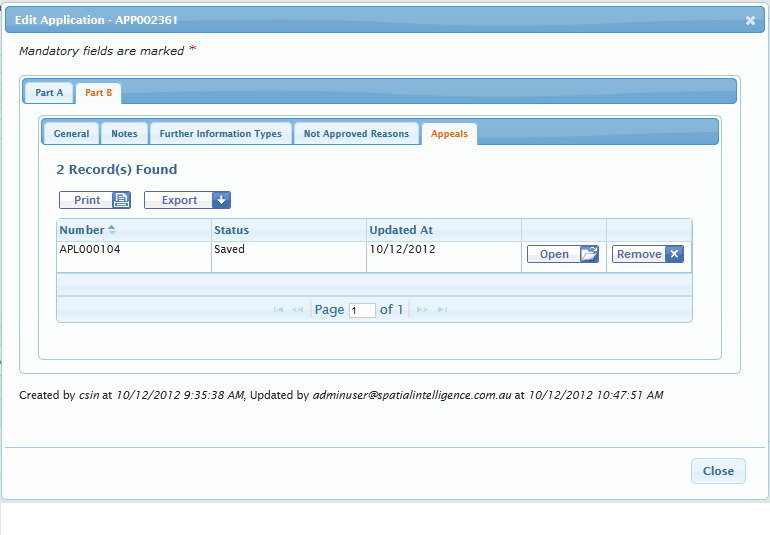 Edit Application - APP002361
Mandatory fields are marked *
Part A Part B
General Notes Further Information Types Not Approved Reasons Appeals
2 Record(s) Found
Print Export
Number Status Updated At
APL000104 Saved 10/12/2012 Open Remove
Page 1 of 1
Created by csin at 10/12/2012 9:35:38 AM, Updated by adminuser@spatialintelligence.com.au at 10/12/2012 10:47:51 AM
Close